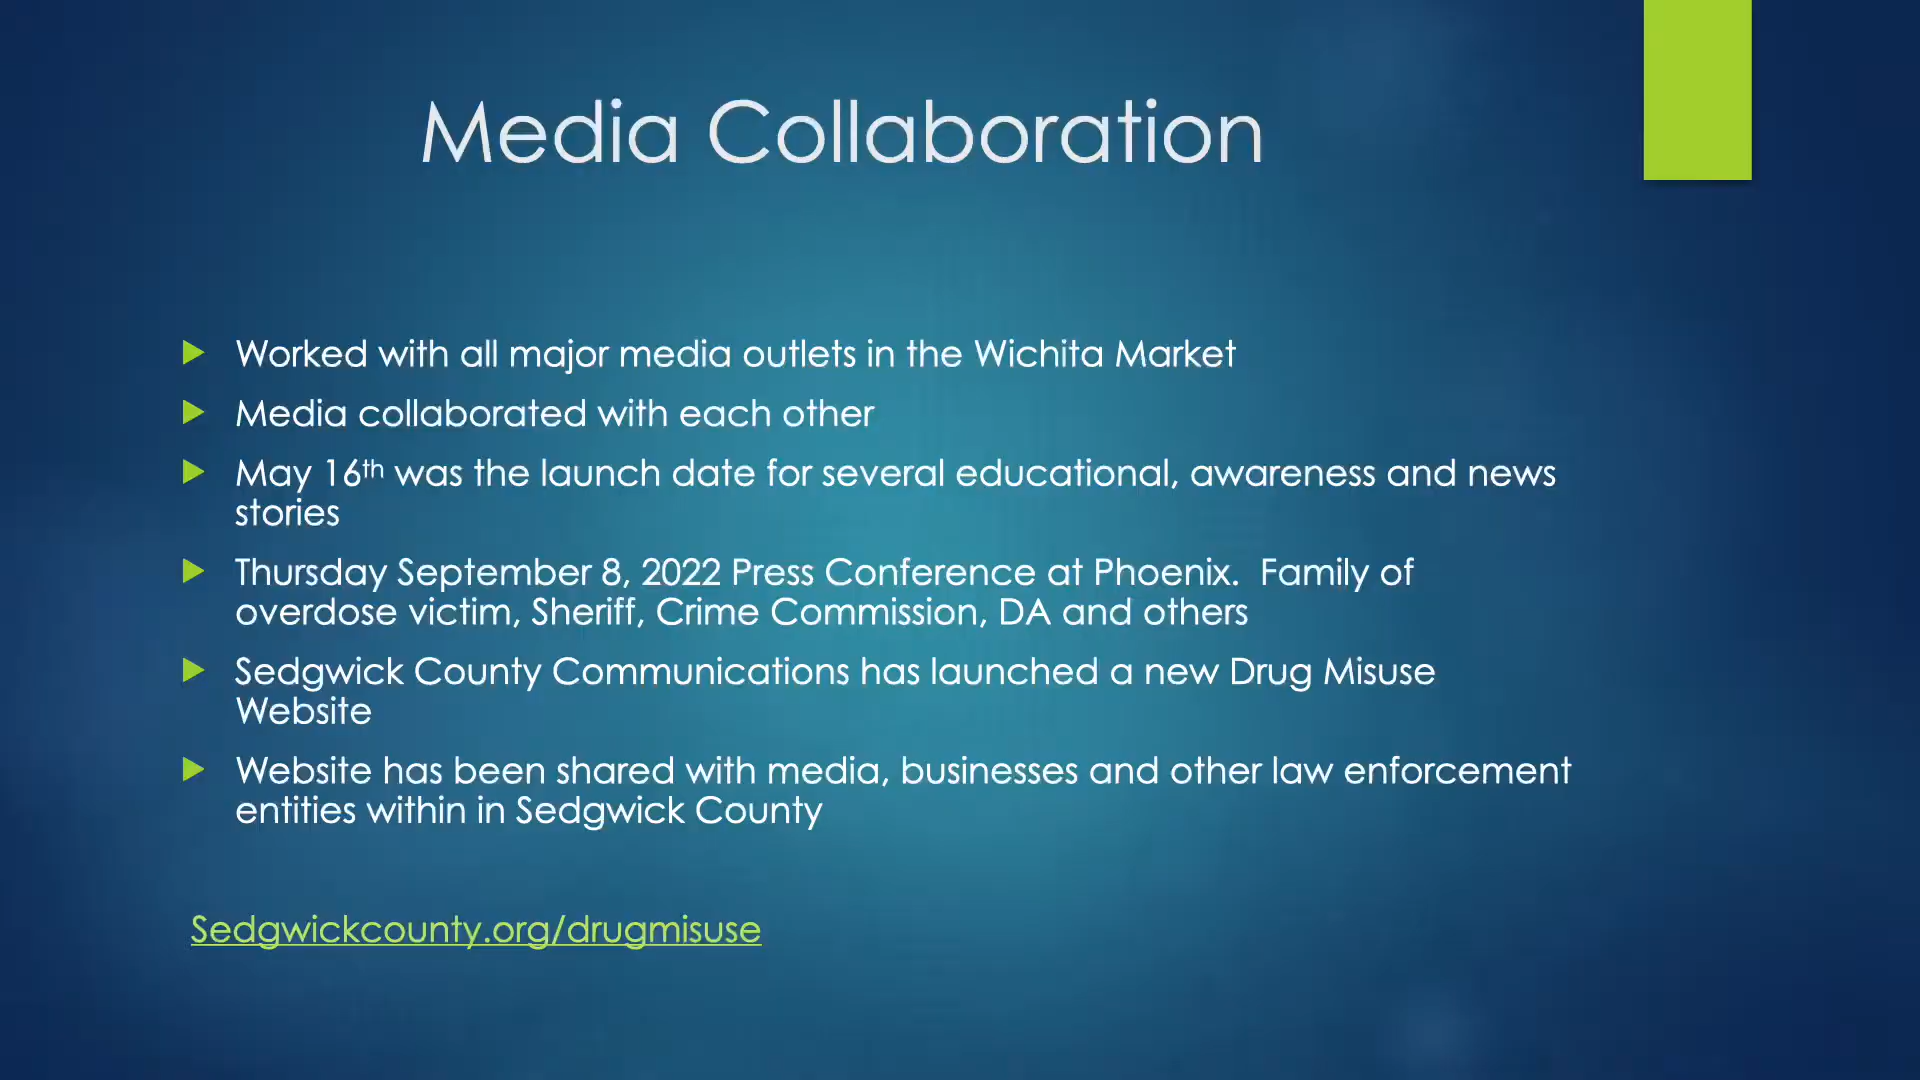 Media Collaboration
Worked with all major media outlets in the Wichita Market
Media collaborated with each other
May 16th was the launch date for several educational, awareness and news
stories
Thursday September 8, 2022 Press Conference at Phoenix.  Family of
overdose victim, Sheriff, Crime Commission, DA and others
Sedgwick County Communications has launched a new Drug Misuse
Website
Website has been shared with media, businesses and other law enforcement
entities within in Sedgwick County
Sedgwickcounty.org/drugmisuse